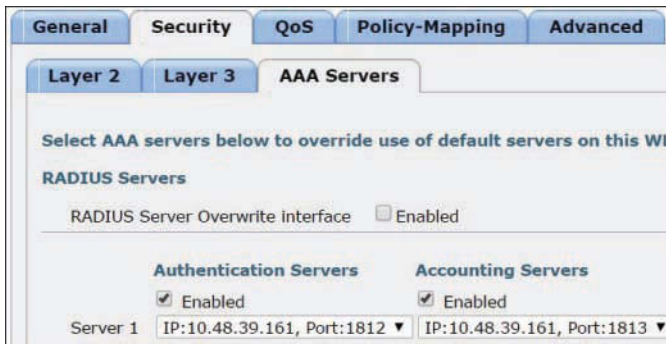 General Security QoS Policy-Mapping Advanced
Layer 2 Layer 3 AAA Servers
Select AAA servers below to override use of default servers on this
RADIUS Servers
RADIUS Server Overwrite interface Enabled
Authentication Servers Accounting Servers
Enabled Enabled
Server 1 IP:10.48.39.161, Port:1812 IP:10.48.39.161, Port:1813